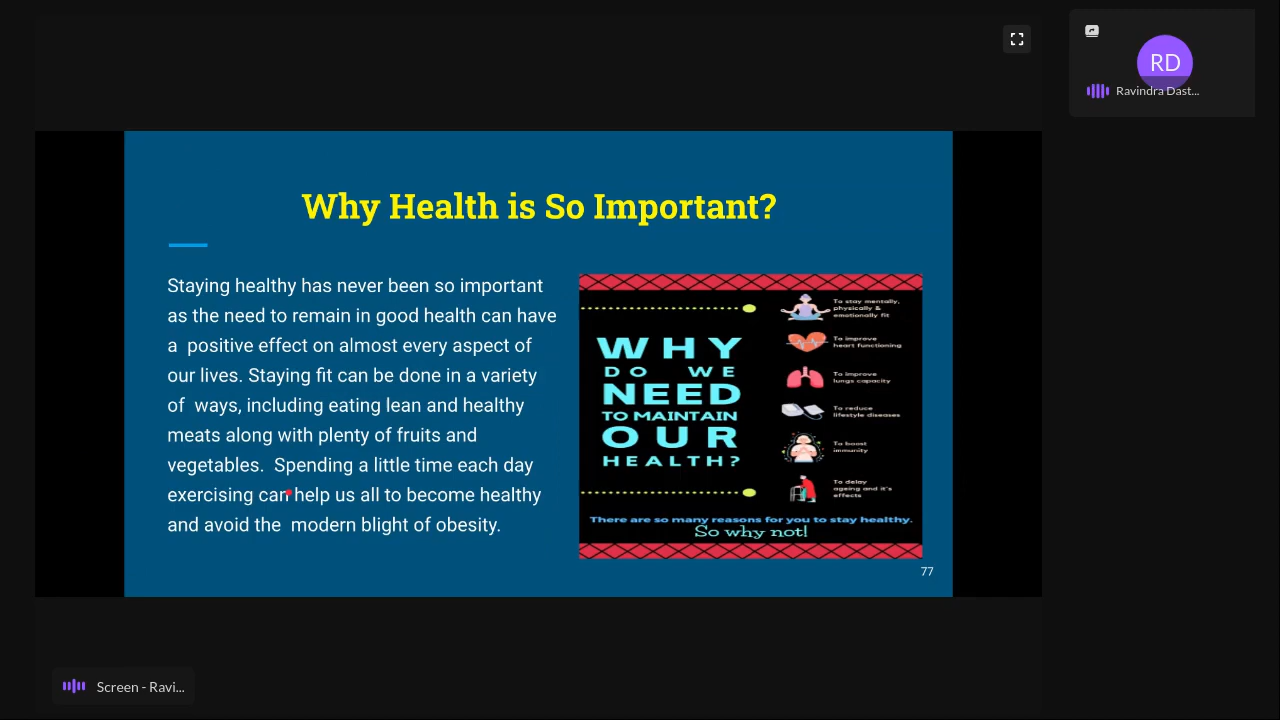 RD
Ravindra Dast...
Why Health is So Important?
Staying healthy has never been so important
as the need to remain in good health can have
a positive effect on almost every aspect of
our lives. Staying fit can be done in a variety
of ways, including eating lean and healthy
meats along with plenty of fruits and
vegetables. Spending a little time each day
exercising can help us all to become healthy
and avoid the modern blight of obesity.
WHY
DO WE
NEED
TO MAINTAIN
OUR
HEALTH?
To stay mentally,
physically &
emotionally fit
To improve
heart functioning
To improve
lungs capacity
To reduce
lifestyle diseases
To boost
immunity
To delay
ageing and it's
effects
There are so many reasons for you to stay healthy.
So why not!
77
Screen - Ravi...